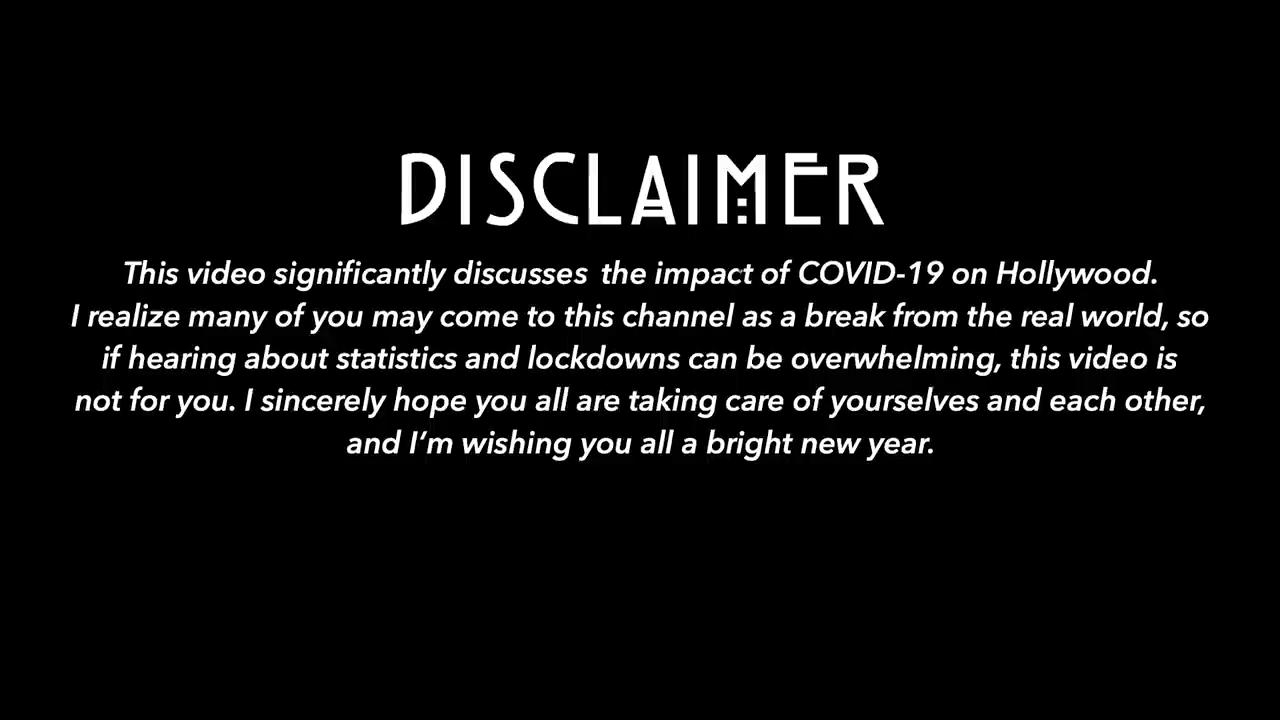 DISCLAIMER
This video significantly discusses the impact of COVID-19 on Hollywood.
I realize many of you may come to this channel as a break from the real world, so
if hearing about statistics and lockdowns can be overwhelming, this video is
not for you. I sincerely hope you all are taking care of yourselves and each other,
and I’m wishing you all a bright new year.